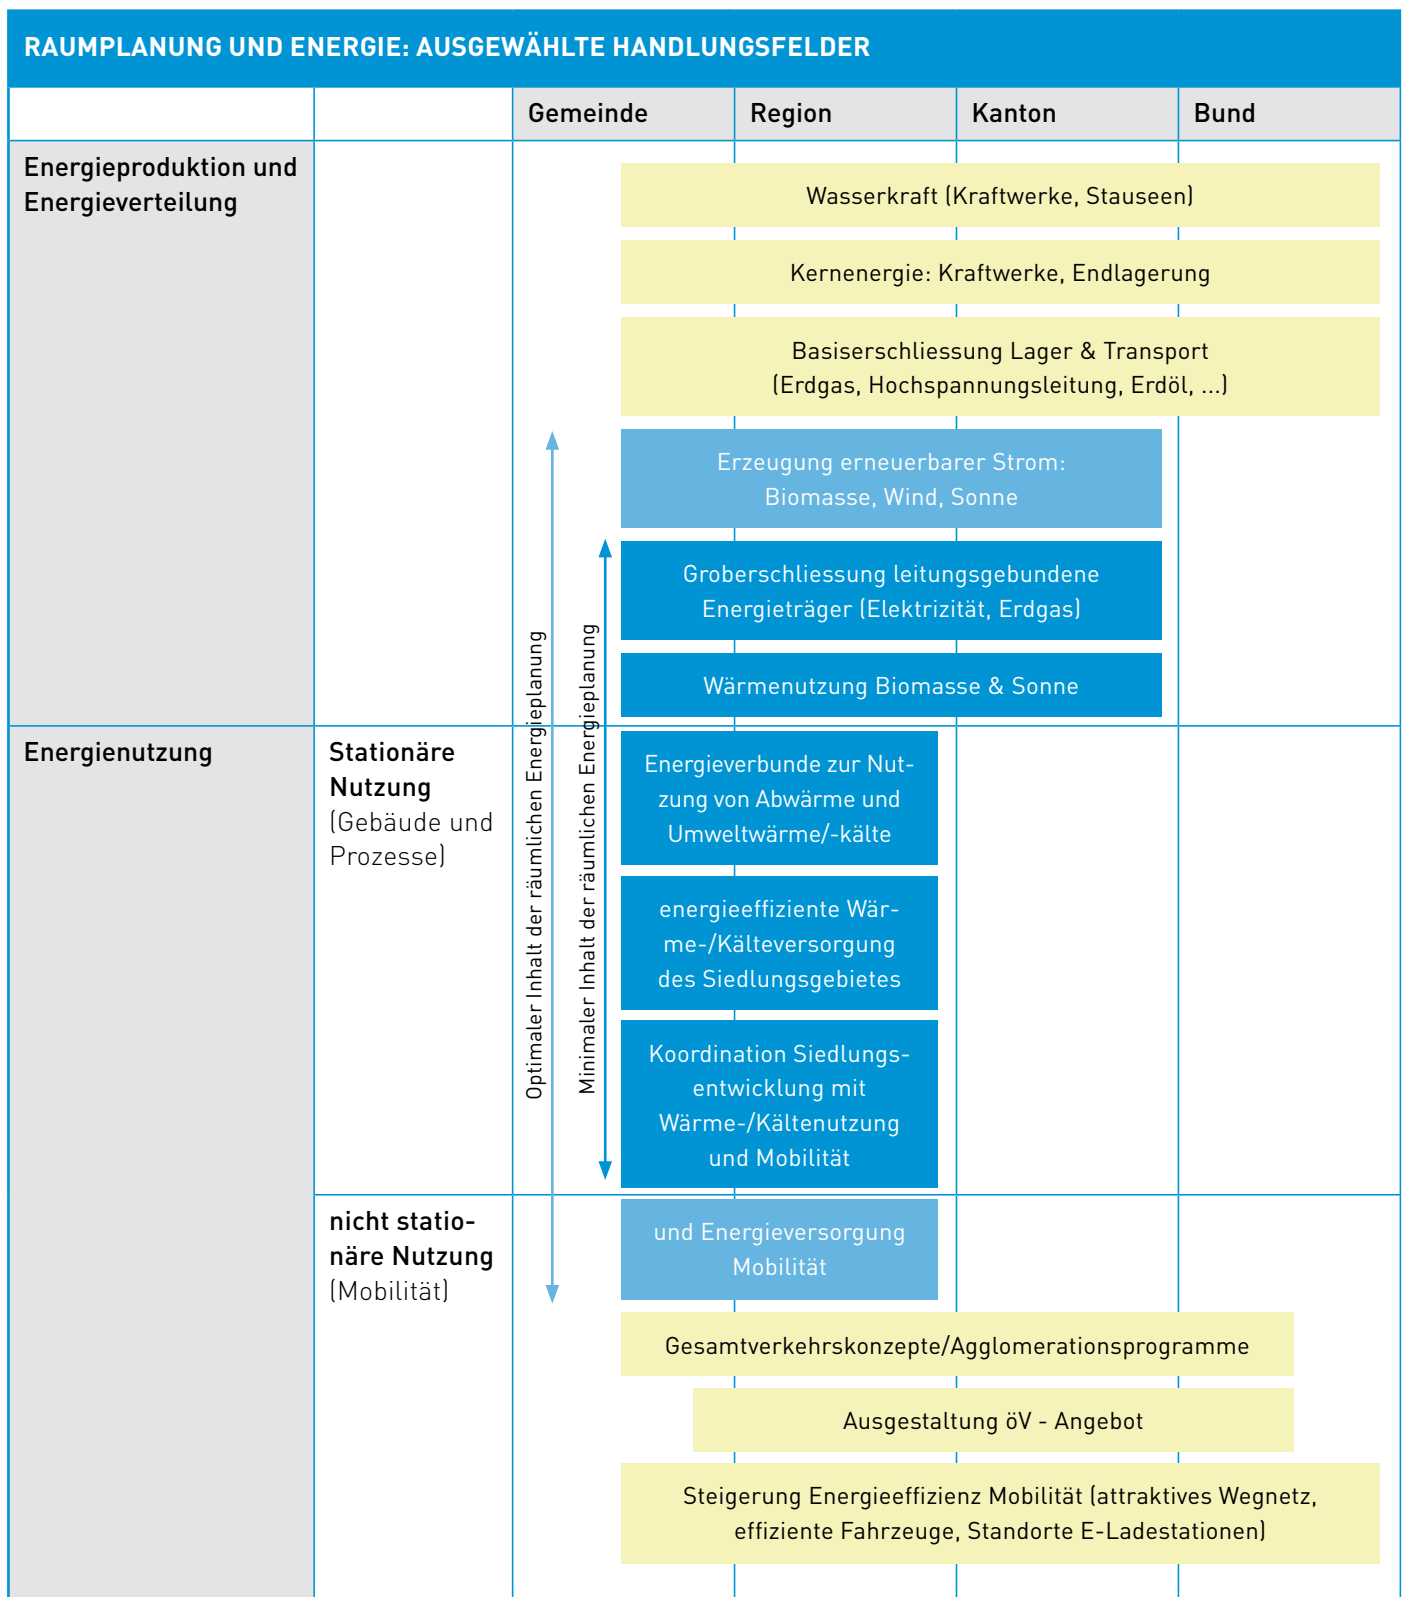 RAUMPLANUNG UND ENERGIE: AUSGEWÄHLTE HANDLUNGSFELDER
Gemeinde
Region
Kanton
Bund
Energieproduktion und
Energieverteilung
Wasserkraft (Kraftwerke, Stauseen)
Kernenergie: Kraftwerke, Endlagerung
Basiserschliessung Lager & Transport
(Erdgas, Hochspannungsleitung, Erdöl, ...)
Erzeugung erneuerbarer Strom:
Biomasse, Wind, Sonne
Groberschliessung leitungsgebundene
Energieträger (Elektrizität, Erdgas)
Wärmenutzung Biomasse & Sonne
Optimaler Inhalt der räumlichen Energieplanung
Minimaler Inhalt der räumlichen Energieplanung
Energienutzung
Stationäre
Nutzung
(Gebäude und
Prozesse)
Energieverbunde zur Nut-
zung von Abwärme und
Umweltwärme/-kälte
energieeffiziente Wär-
me-/Kälteversorgung
des Siedlungsgebietes
Koordination Siedlungs-
entwicklung mit
Wärme-/Kältenutzung
und Mobilität
nicht statio-
näre Nutzung
(Mobilität)
und Energieversorgung
Mobilität
Gesamtverkehrskonzepte/Agglomerationsprogramme
Ausgestaltung öV - Angebot
Steigerung Energieeffizienz Mobilität (attraktives Wegnetz,
effiziente Fahrzeuge, Standorte E-Ladestationen)